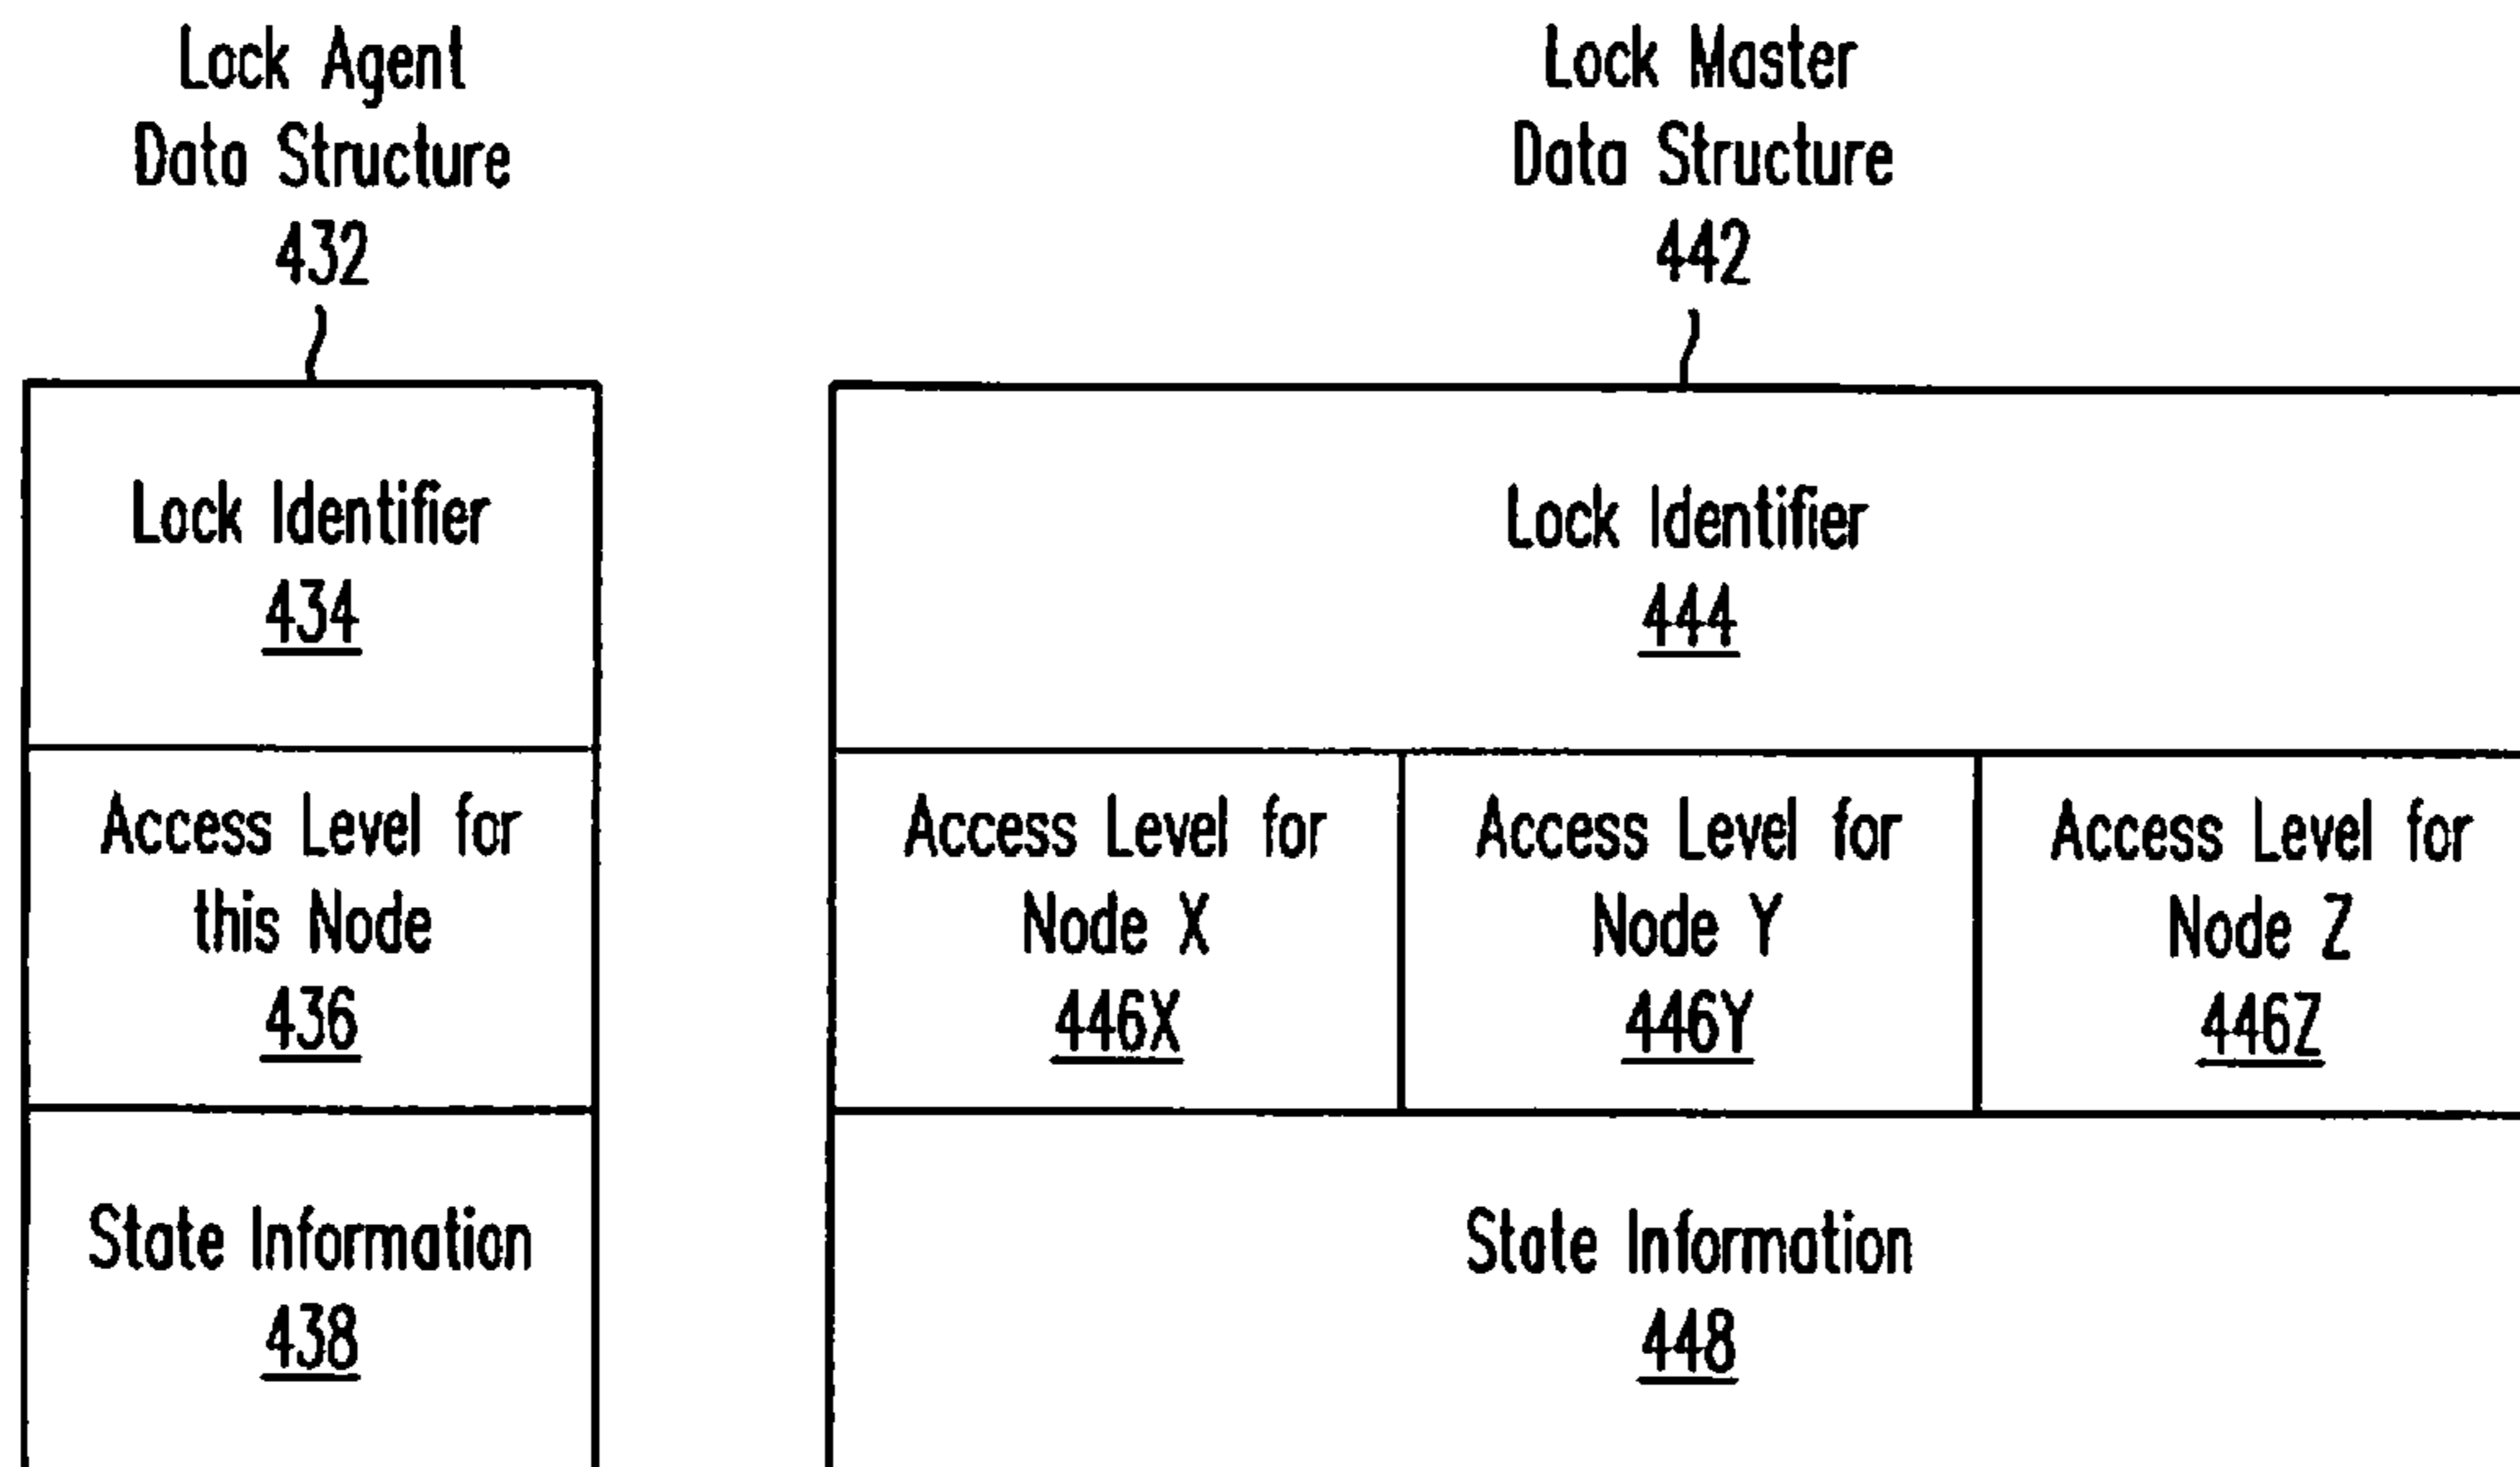 Lock Agent
Data Structure
432
Lock Identifier
434
Access Level for
this Node
436
State Information
438
Lock Master
Data Structure
442
Lock Identifier
444
Access Level for
Node X
446X
Access Level for
Node Y
446Y
Access Level for
Node Z
446Z
State Information
448